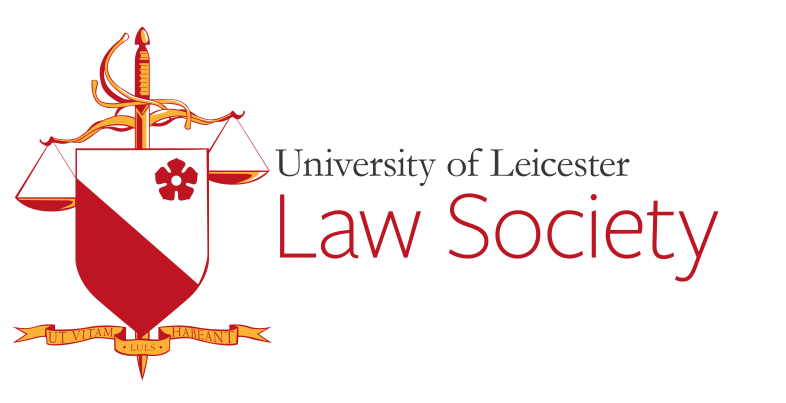 University of Leicester
Law Society
UT VITAM HABEANT
• LULS •